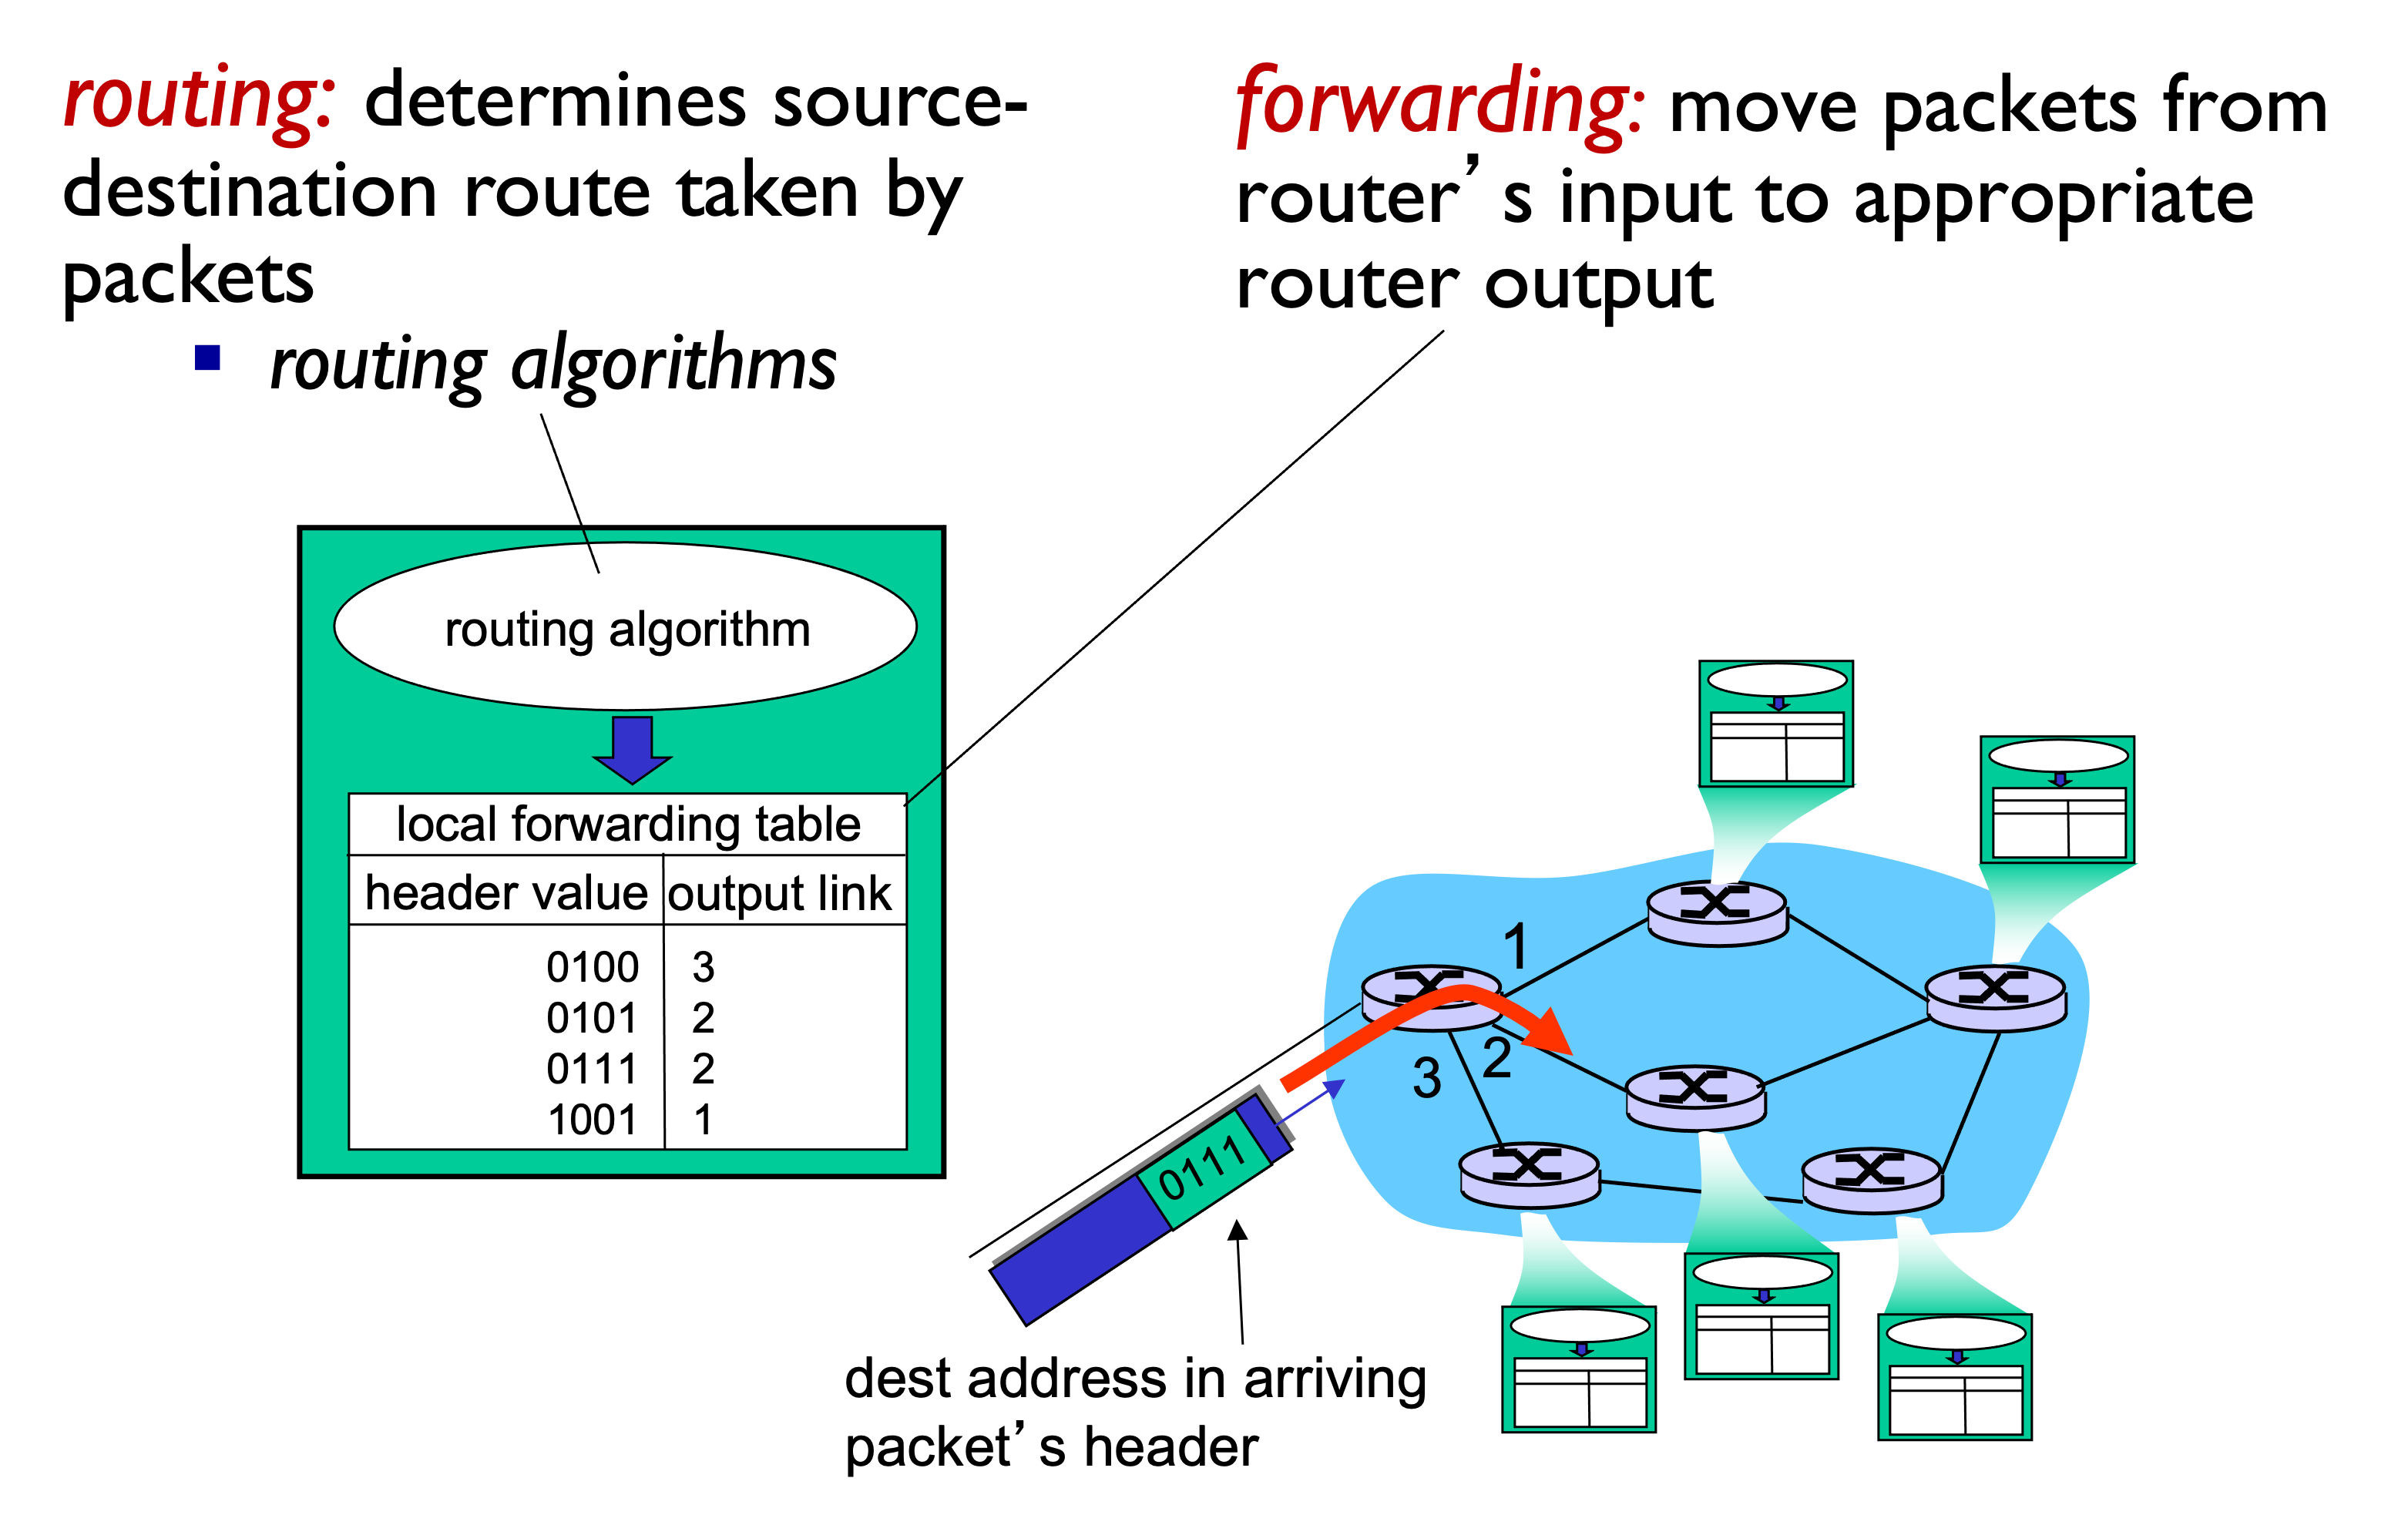 routing: determines source-
destination route taken by
packets
routing algorithms
forwarding: move packets from
router’s input to appropriate
router output
routing algorithm
local forwarding table
header value output link
0100 3
0101 2
0111 2
1001 1
1
2
3
0111
dest address in arriving
packet’s header